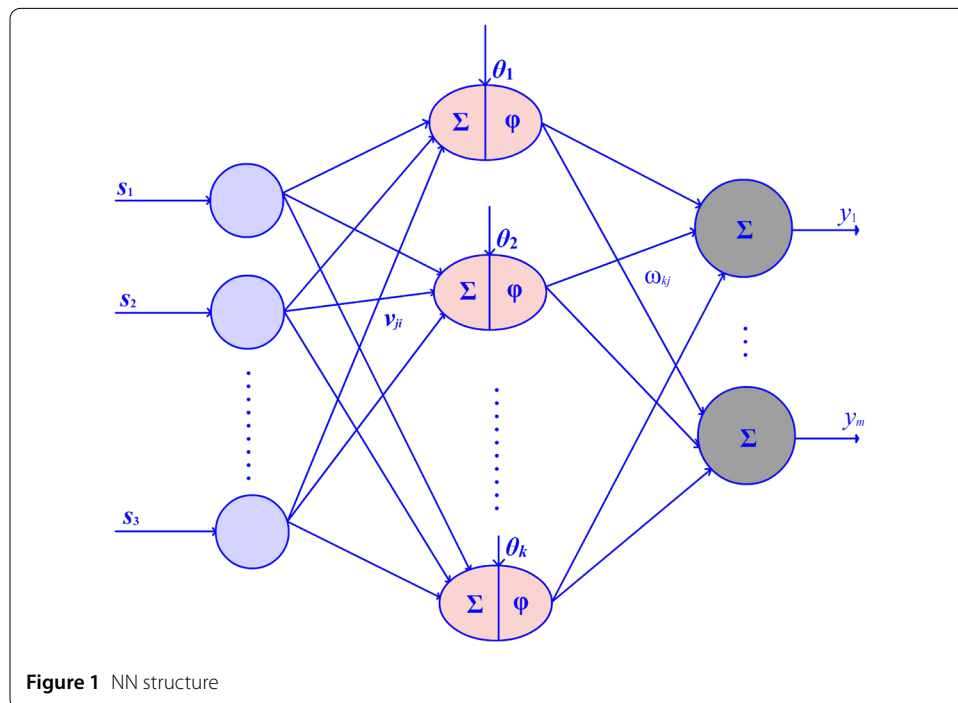 θ1
Σ φ
s1
y1
Σ
θ2
Σ φ
ωkj
s2
vji
ym
Σ
s3
θk
Σ φ
Figure 1 NN structure